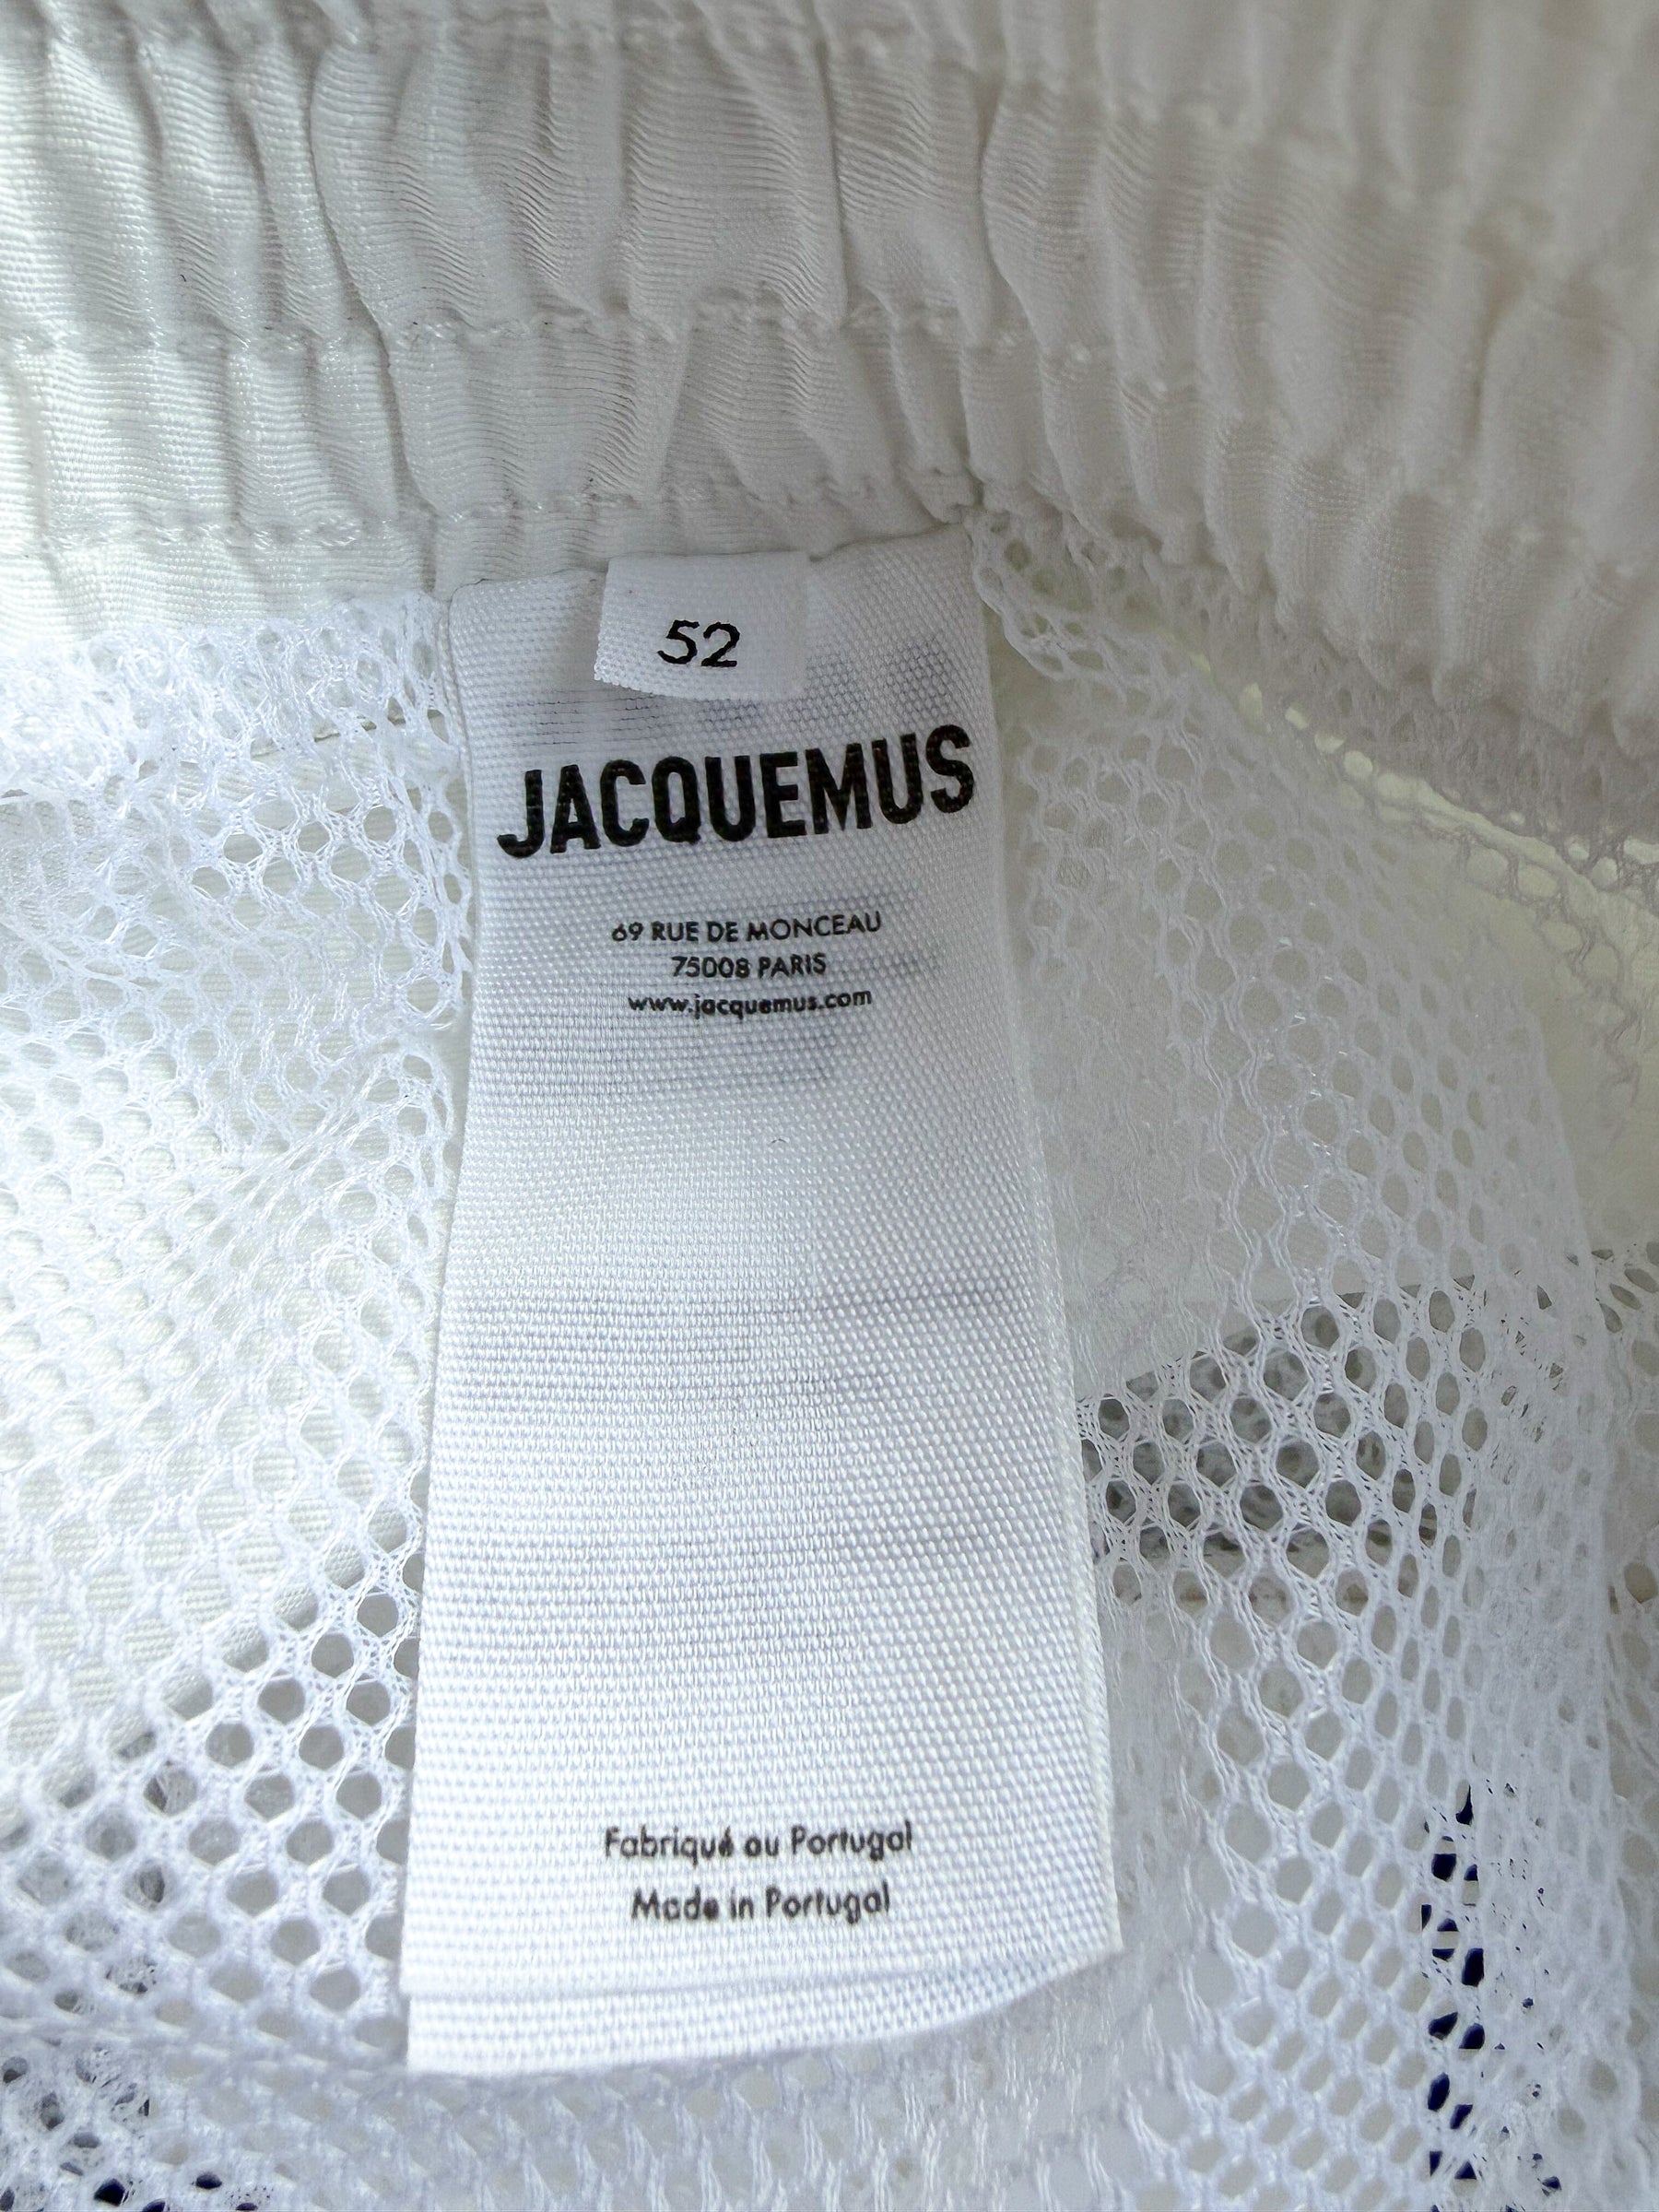 52
JACQUEMUS
69 RUE DE MONCEAU
75008 PARIS
www.jacquemus.com
Fabriqué au Portugal
Made in Portugal